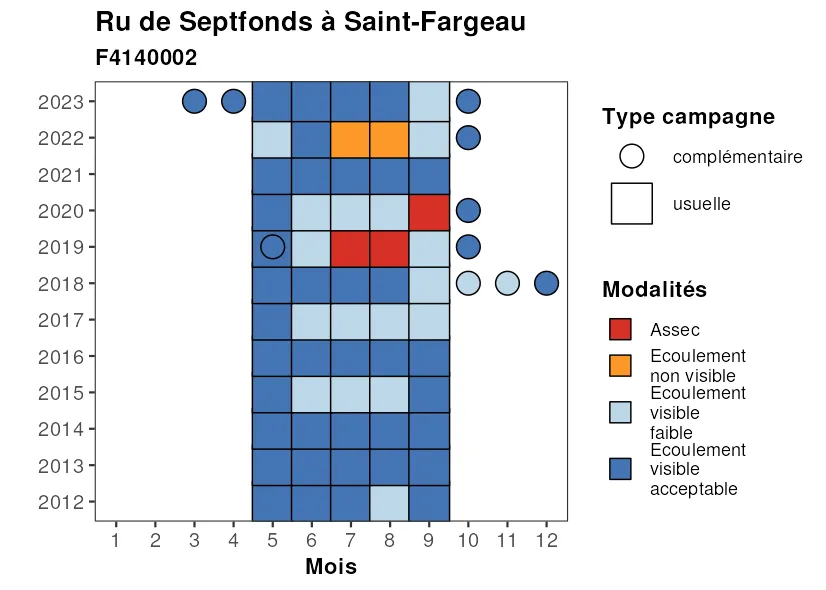 Ru de Septfonds à Saint-Fargeau
F4140002
2023
2022
2021
2020
2019
2018
2017
2016
2015
2014
2013
2012
1 2 3 4 5 6 7 8 9 10 11 12
Mois
Type campagne
complémentaire
usuelle
Modalités
Assec
Ecoulement
non visible
Ecoulement
visible
faible
Ecoulement
visible
acceptable